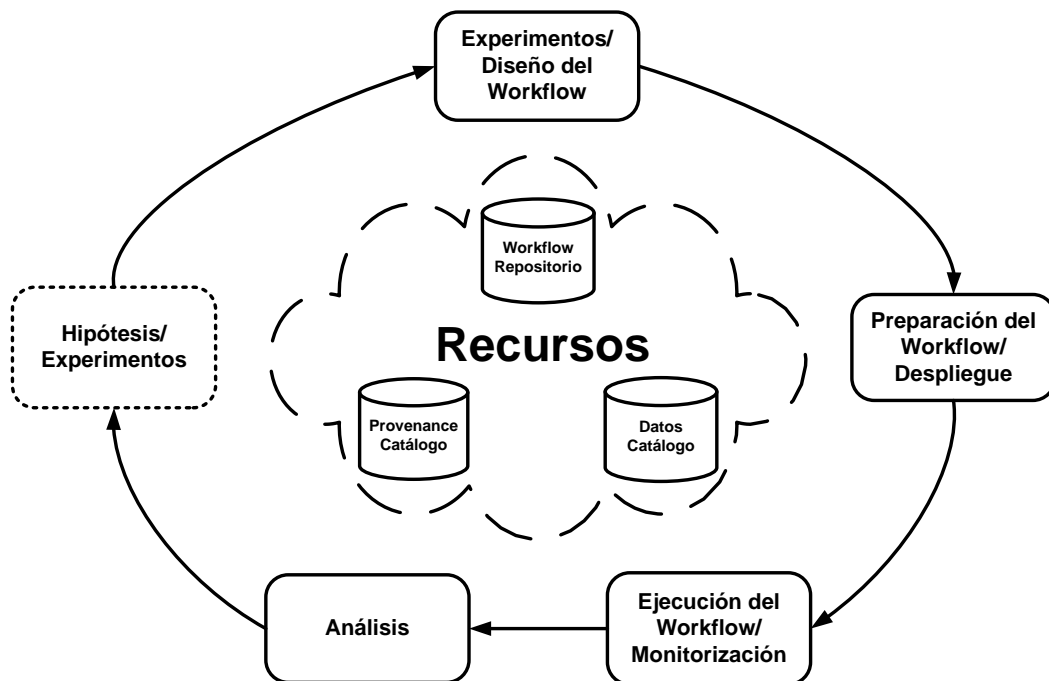 Experimentos/
Diseño del
Workflow
Workflow
Repositorio
Hipótesis/
Experimentos
Recursos
Preparación del
Workflow/
Despliegue
Provenance
Catálogo
Datos
Catálogo
Análisis
Ejecución del
Workflow/
Monitorización